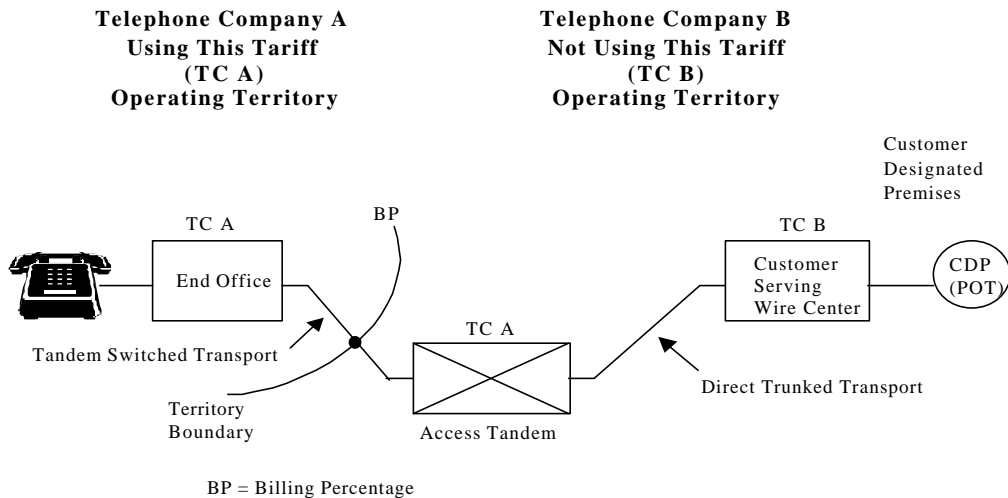 Telephone Company A
Using This Tariff
(TC A)
Operating Territory
Telephone Company B
Not Using This Tariff
(TC B)
Operating Territory
Customer
Designated
Premises
BP
TC A
End Office
TC B
Customer
Serving
Wire Center
CDP
(POT)
Tandem Switched Transport
TC A
Direct Trunked Transport
Territory
Boundary
Access Tandem
BP = Billing Percentage